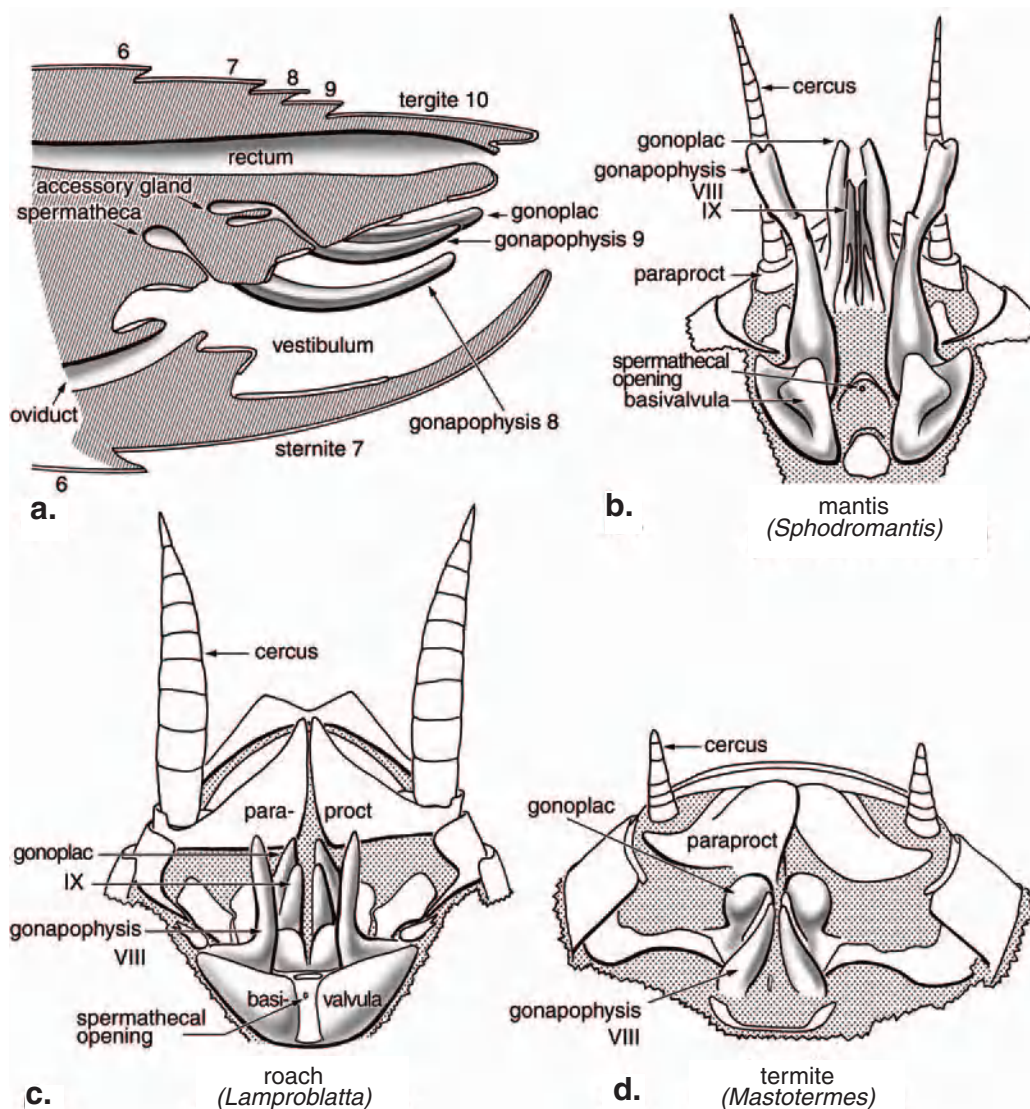 6
7
8
9
tergite 10
rectum
accessory gland
spermatheca
gonoplac
gonapophysis 9
vestibulum
oviduct
gonapophysis 8
sternite 7
6
a.
cercus
gonoplac
gonapophysis
VIII
IX
paraproct
spermathecal
opening
basivalvula
b.
mantis
(Sphodromantis)
cercus
para-
proct
gonoplac
IX
gonapophysis
VIII
basi-
valvula
spermathecal
opening
c.
roach
(Lamproblatta)
cercus
gonoplac
paraproct
gonapophysis
VIII
d.
termite
(Mastotermes)